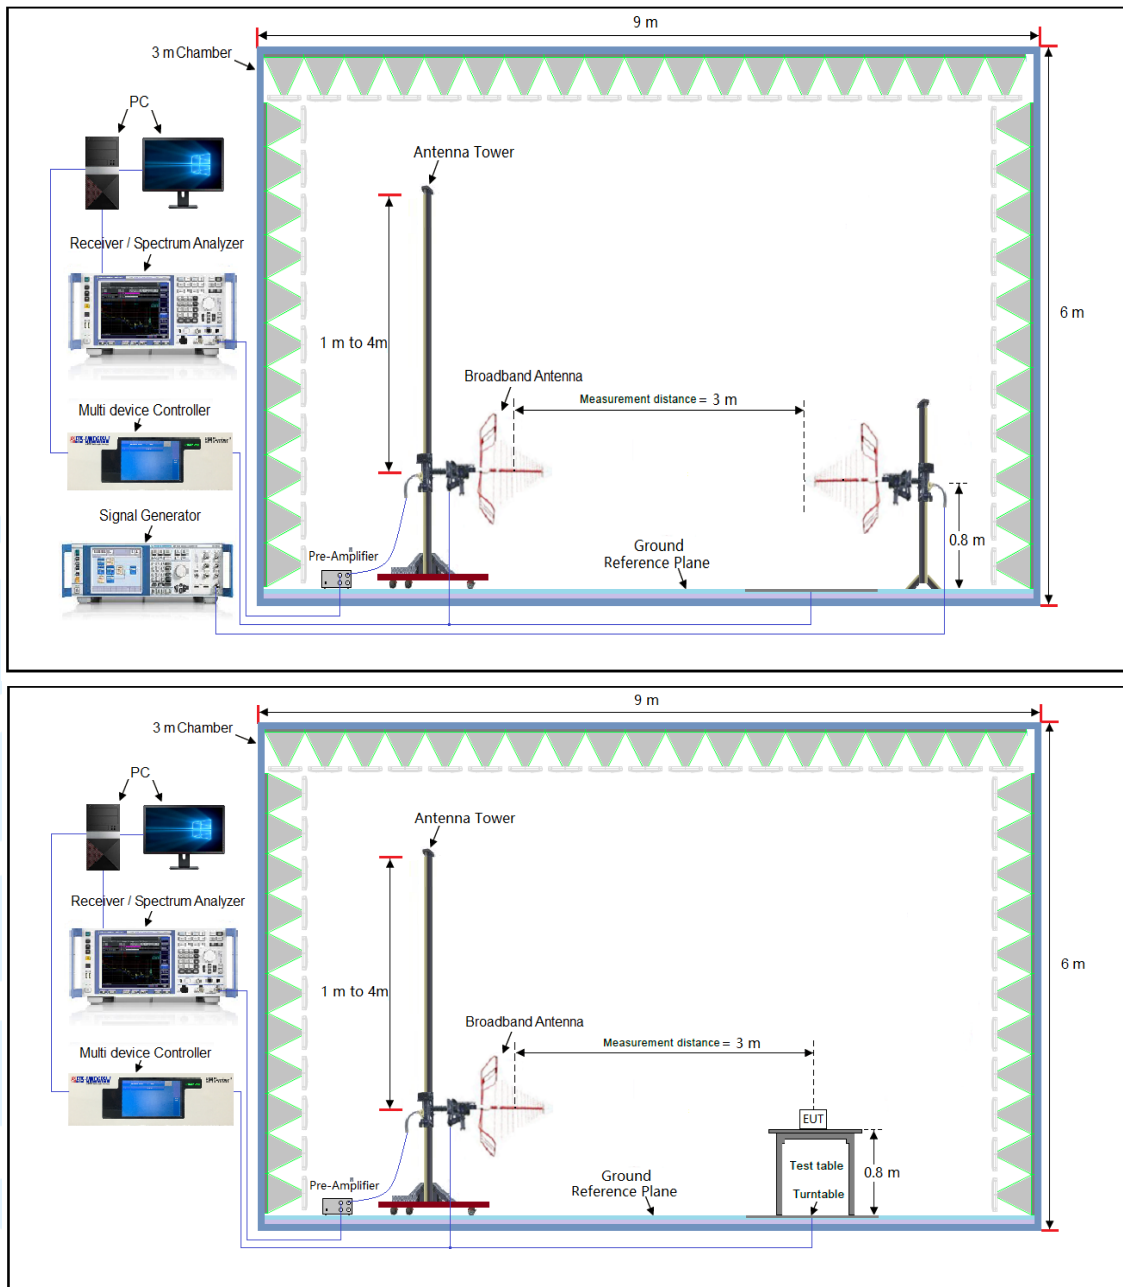 9 m
3 m Chamber
PC
Antenna Tower
Receiver / Spectrum Analyzer
6 m
1 m to 4m
Broadband Antenna
Measurement distance = 3 m
Multi device Controller
Signal Generator
0.8 m
Pre-Amplifier
Ground
Reference Plane
9 m
3 m Chamber
PC
Antenna Tower
Receiver / Spectrum Analyzer
6 m
1 m to 4m
Broadband Antenna
Measurement distance = 3 m
Multi device Controller
EUT
0.8 m
Test table
Pre-Amplifier
Ground
Reference Plane
Turntable